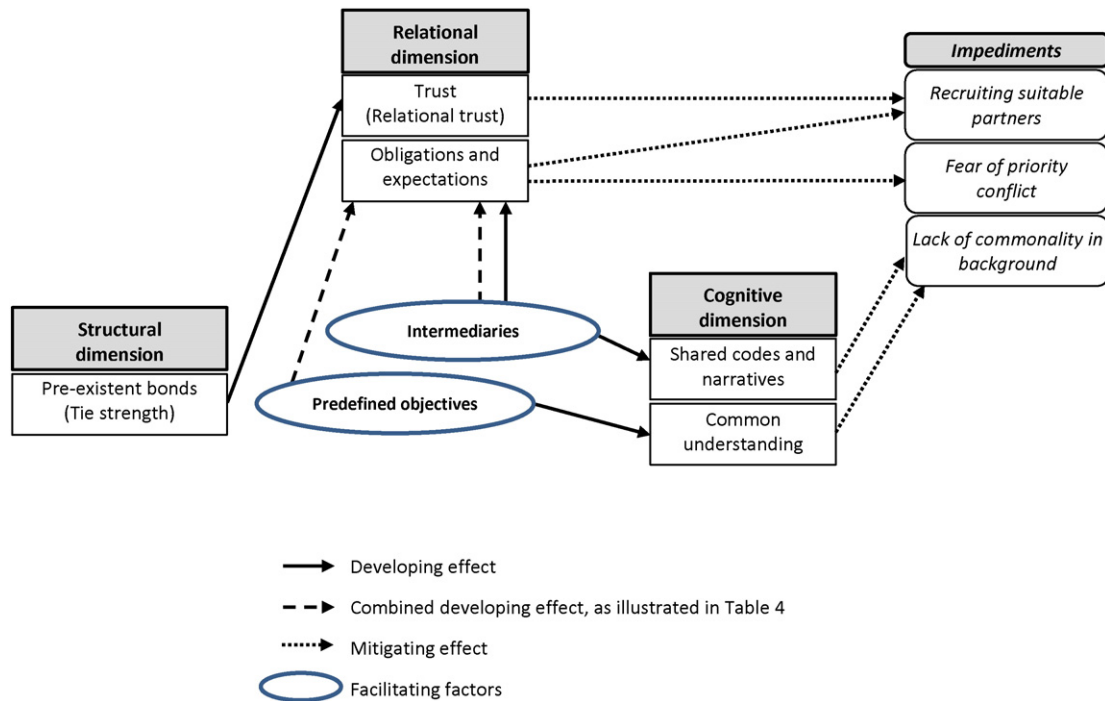 Relational
dimension
Trust
(Relational trust)
Obligations and
expectations
Impediments
Recruiting suitable
partners
Fear of priority
conflict
Lack of commonality in
background
Structural
dimension
Pre-existent bonds
(Tie strength)
Intermediaries
Predefined objectives
Cognitive
dimension
Shared codes and
narratives
Common
understanding
Developing effect
Combined developing effect, as illustrated in Table 4
Mitigating effect
Facilitating factors